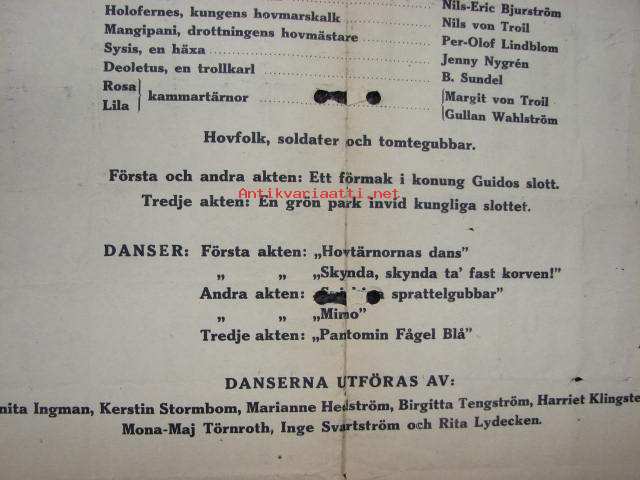 Nils-Eric Bjurström
Holofernes, kungens hovmarskalk Nils von Troil
Mangipani, drottningens hovmästare Per-Olof Lindblom
Sysis, en häxa Jenny Nygrén
Deoletus, en trollkarl B. Sundel
Rosa Margit von Troil
kammartärnor
Lila Gullan Wahlström
Hovfolk, soldater och tomtegubbar.
Första och andra akten: Ett förmak i konung Guidos slott.
Antikvariaatti.net
Tredje akten: En grön park invid kungliga slottet.
DANSER: Första akten: „Hovtärnornas dans”
„ „ „Skynda, skynda ta' fast korven!”
Andra akten: sprattelgubbar”
„ „ „Mimo”
Tredje akten: „Pantomin Fågel Blå”
DANSERNA UTFÖRAS AV:
Ingman, Kerstin Stormbom, Marianne Hedström, Birgitta Tengström, Harriet
Mona-Maj Törnroth, Inge Svartström och Rita Lydecken.